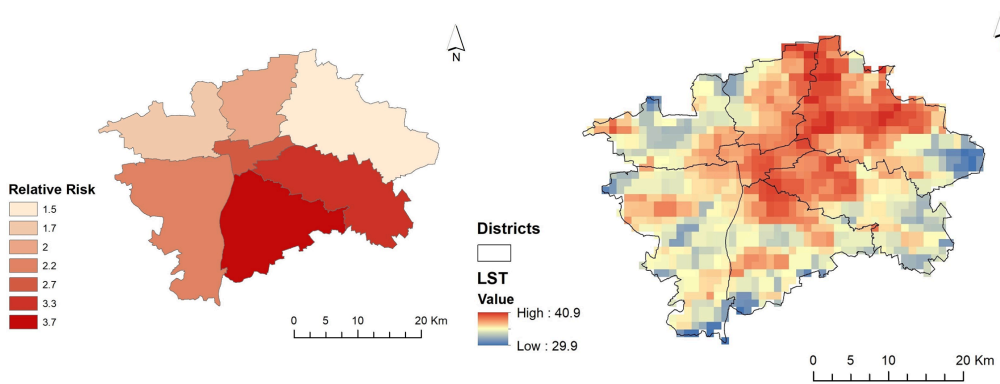 N
Relative Risk
1.5
1.7
2
2.2
2.7
3.3
3.7
0 5 10 20 Km
Districts
LST
Value
High : 40.9
Low : 29.9
0 5 10 20 Km